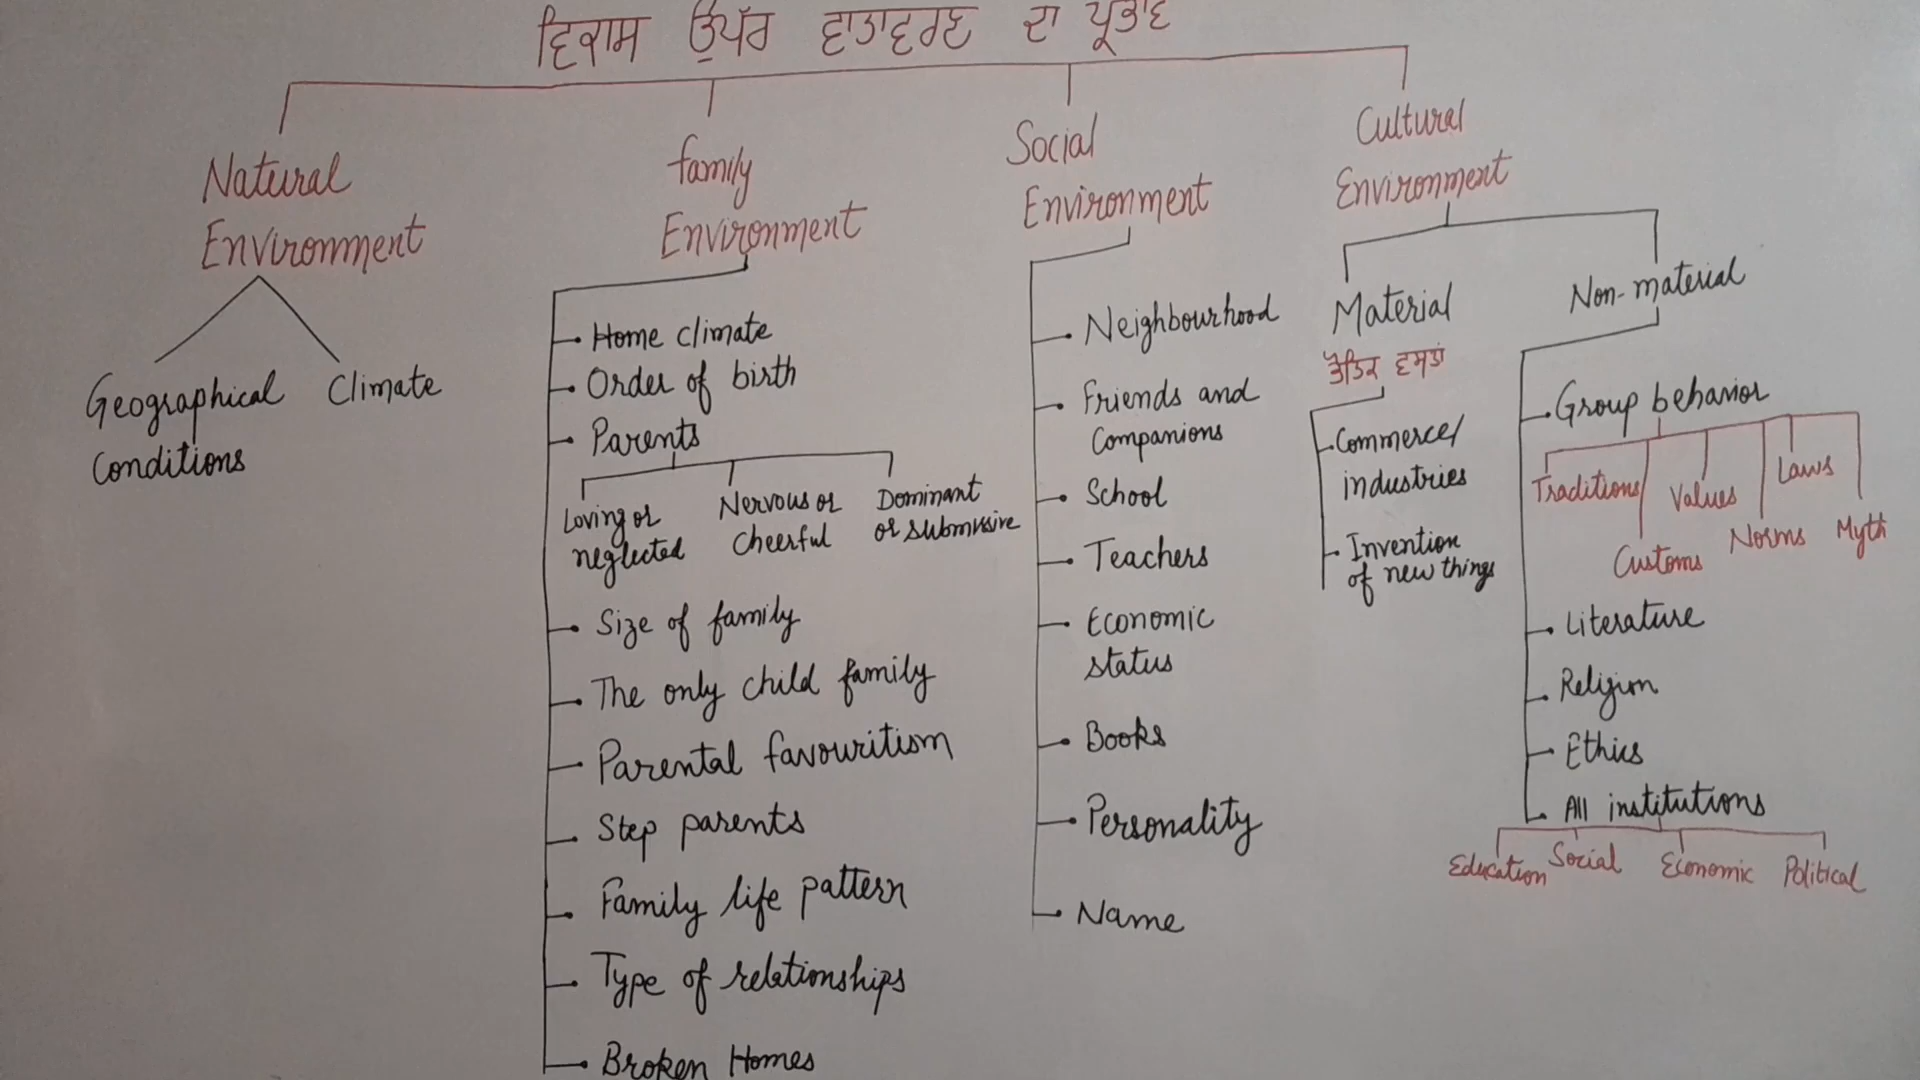 ਵਿਕਾਸ ਉੱਪਰ ਵਾਤਾਵਰਣ ਦਾ ਪ੍ਰਭਾਵ
Natural
Environment
Geographical
Conditions
Climate
family
Environment
Home climate
Order of birth
Parents
Loving or
neglected
Nervous or
Cheerful
Dominant
or submissive
Size of family
The only child family
Parental favouritism
Step parents
Family life pattern
Type of relationships
Broken Homes
Social
Environment
Neighbourhood
Friends and
Companions
School
Teachers
Economic
status
Books
Personality
Name
Cultural
Environment
Material
ਭੌਤਿਕ ਵਸਤਾਂ
Commerce/
industries
Invention
of new things
Non-material
Group behavior
Traditions
Customs
Values
Norms
Laws
Myth
Literature
Religion
Ethics
All institutions
Education
Social
Economic
Political